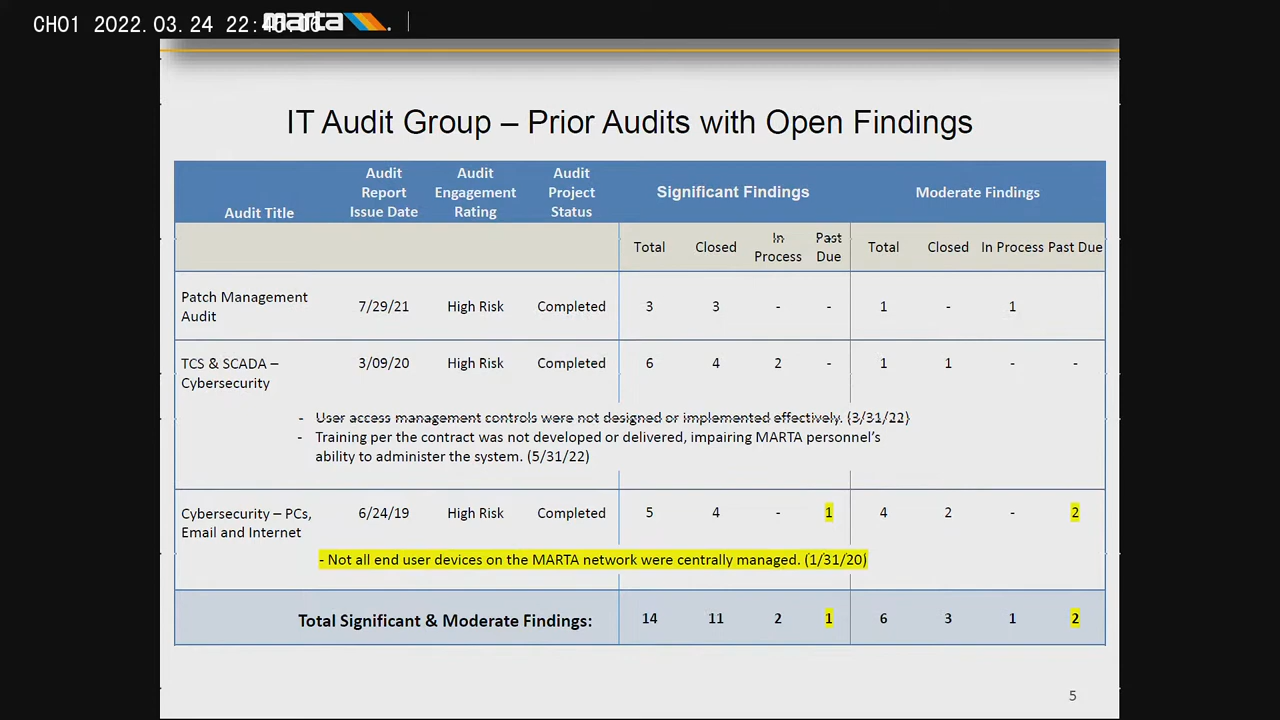 CH01 2022.03.24 22:46:06
marta
IT Audit Group – Prior Audits with Open Findings
Audit Title
Audit Report Issue Date
Audit Engagement Rating
Audit Project Status
Significant Findings
Moderate Findings
Total Closed In Process Past Due Total Closed In Process Past Due
Patch Management Audit 7/29/21 High Risk Completed 3 3 - - 1 - 1
TCS & SCADA – Cybersecurity 3/09/20 High Risk Completed 6 4 2 - 1 1 - -
- User access management controls were not designed or implemented effectively. (3/31/22)
- Training per the contract was not developed or delivered, impairing MARTA personnel's
ability to administer the system. (5/31/22)
Cybersecurity – PCs, Email and Internet 6/24/19 High Risk Completed 5 4 - 1 4 2 - 2
- Not all end user devices on the MARTA network were centrally managed. (1/31/20)
Total Significant & Moderate Findings: 14 11 2 1 6 3 1 2
5